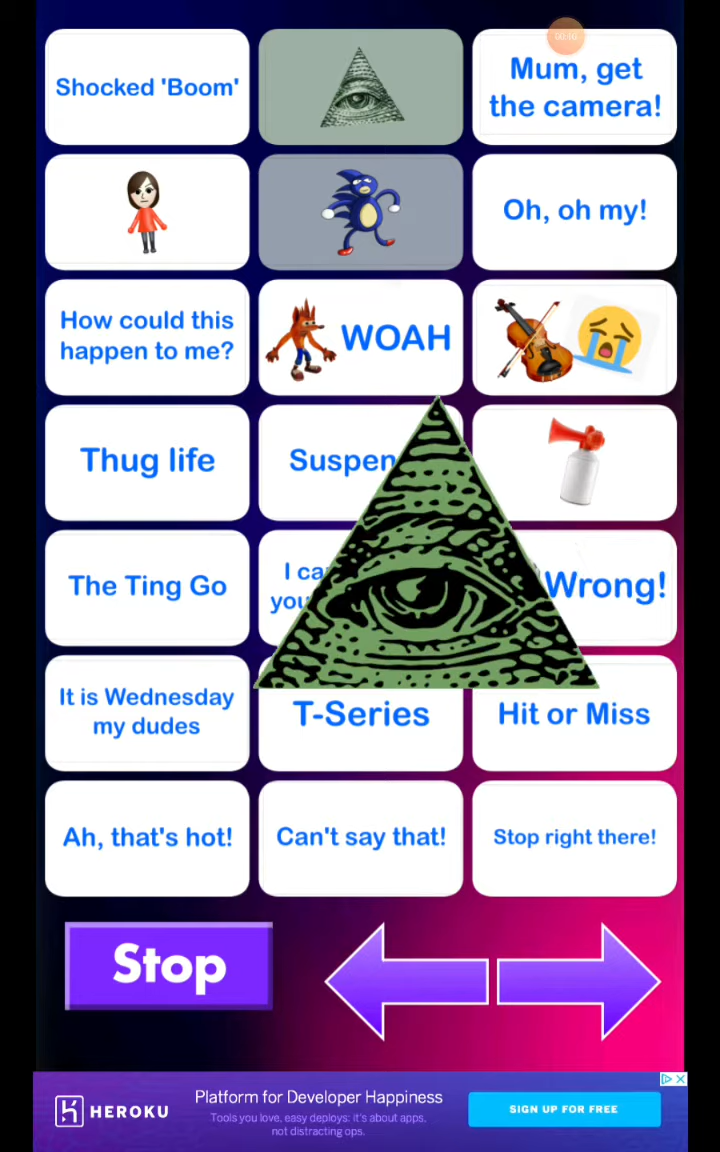 Shocked 'Boom'
00:10
Mum, get
the camera!
Oh, oh my!
How could this
happen to me?
WOAH
Thug life
The Ting Go
Wrong!
It is Wednesday
my dudes
T-Series
Hit or Miss
Ah, that's hot!
Can't say that!
Stop right there!
Stop
HEROKU
Platform for Developer Happiness
Tools you love, easy deploys: it's about apps,
not distracting ops.
SIGN UP FOR FREE